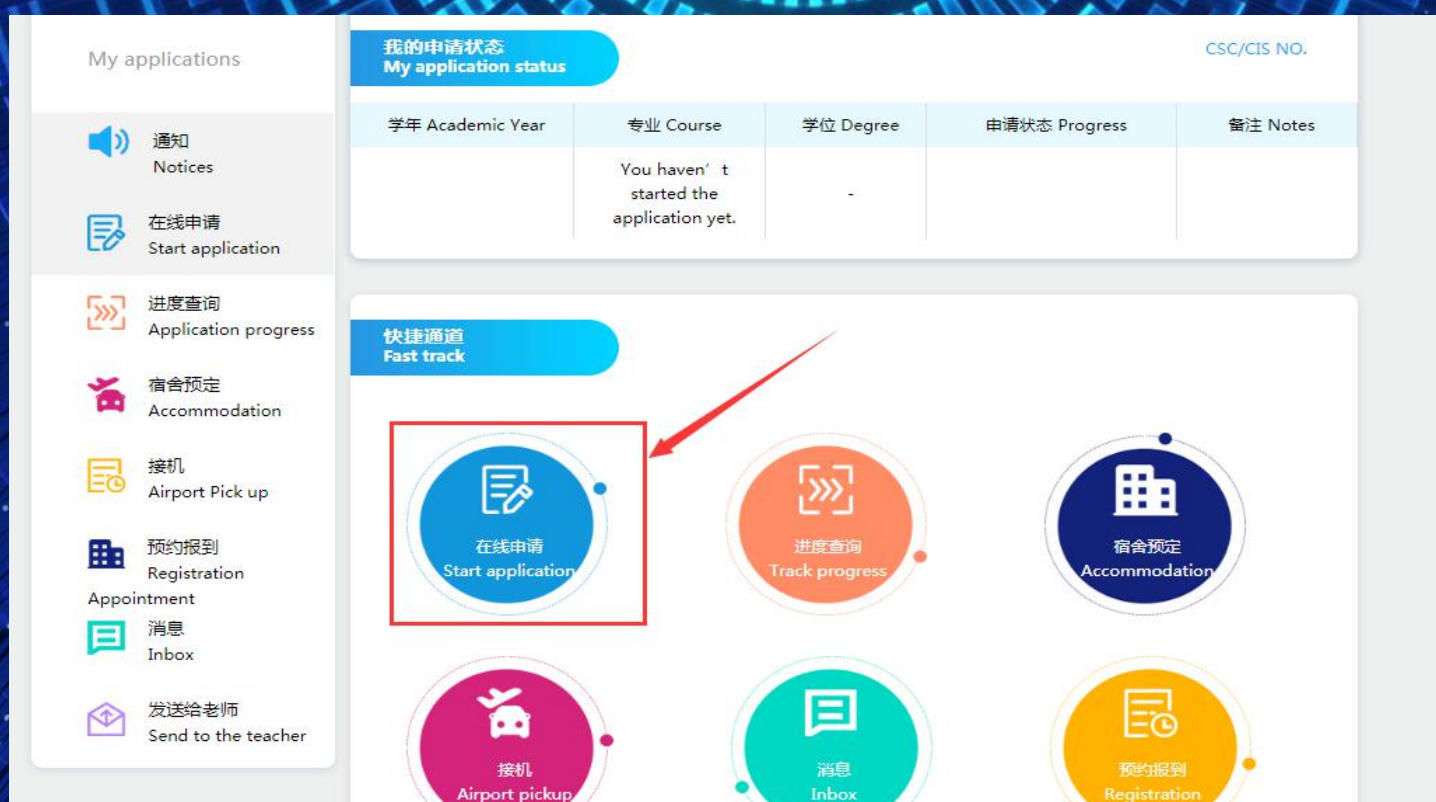 My applications
通知
Notices
在线申请
Start application
进度查询
Application progress
宿舍预定
Accommodation
接机
Airport Pick up
预约报到
Registration
Appointment
消息
Inbox
发送给老师
Send to the teacher
我的申请状态
My application status
CSC/CIS NO.
学年 Academic Year 专业 Course 学位 Degree 申请状态 Progress 备注 Notes
You haven't
started the
application yet.
-
快捷通道
Fast track
在线申请
Start application
进度查询
Track progress
宿舍预定
Accommodation
接机
Airport pickup
消息
Inbox
预约报到
Registration